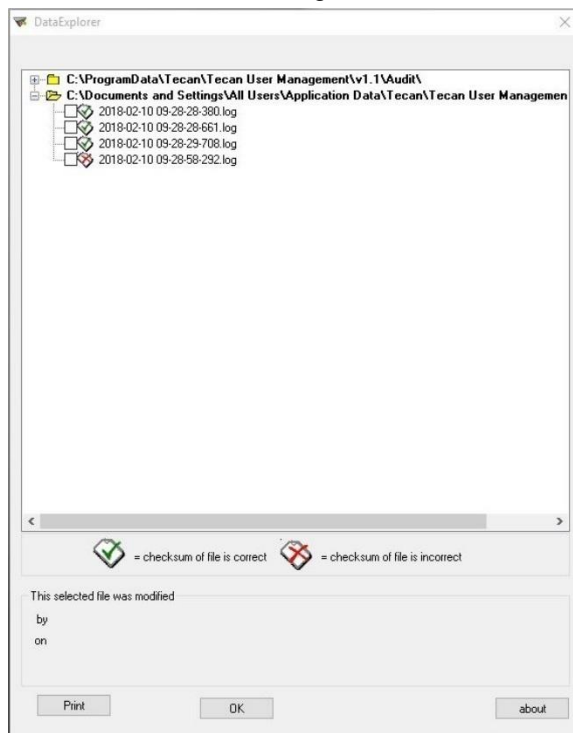 DataExplorer
C:\ProgramData\Tecan\Tecan User Management\v1.1\Audit\
C:\Documents and Settings\All Users\Application Data\Tecan\Tecan User Managemen
2018-02-10 09-28-28-380.log
2018-02-10 09-28-28-661.log
2018-02-10 09-28-29-708.log
2018-02-10 09-28-58-292.log
= checksum of file is correct = checksum of file is incorrect
This selected file was modified
by
on
Print OK about